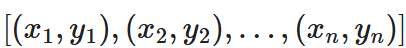 [(x₁, y₁), (x₂, y₂), . . . , (xₙ, yₙ)]